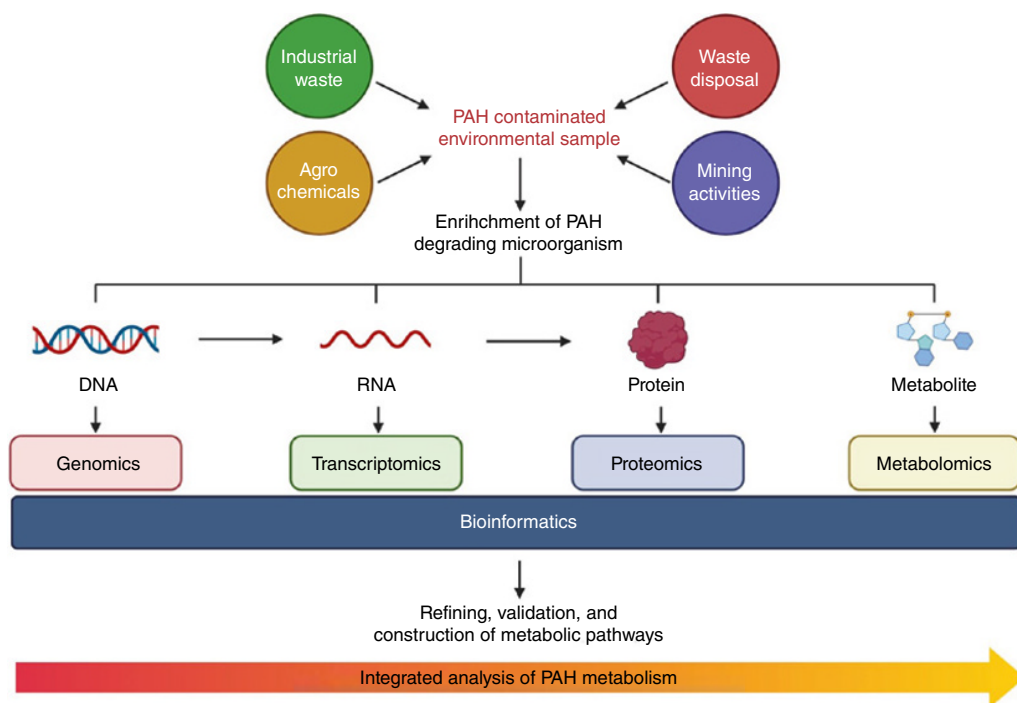 Industrial
waste
Waste
disposal
PAH contaminated
environmental sample
Agro
chemicals
Mining
activities
Enrihchment of PAH
degrading microorganism
DNA
RNA
Protein
Metabolite
Genomics
Transcriptomics
Proteomics
Metabolomics
Bioinformatics
Refining, validation, and
construction of metabolic pathways
Integrated analysis of PAH metabolism